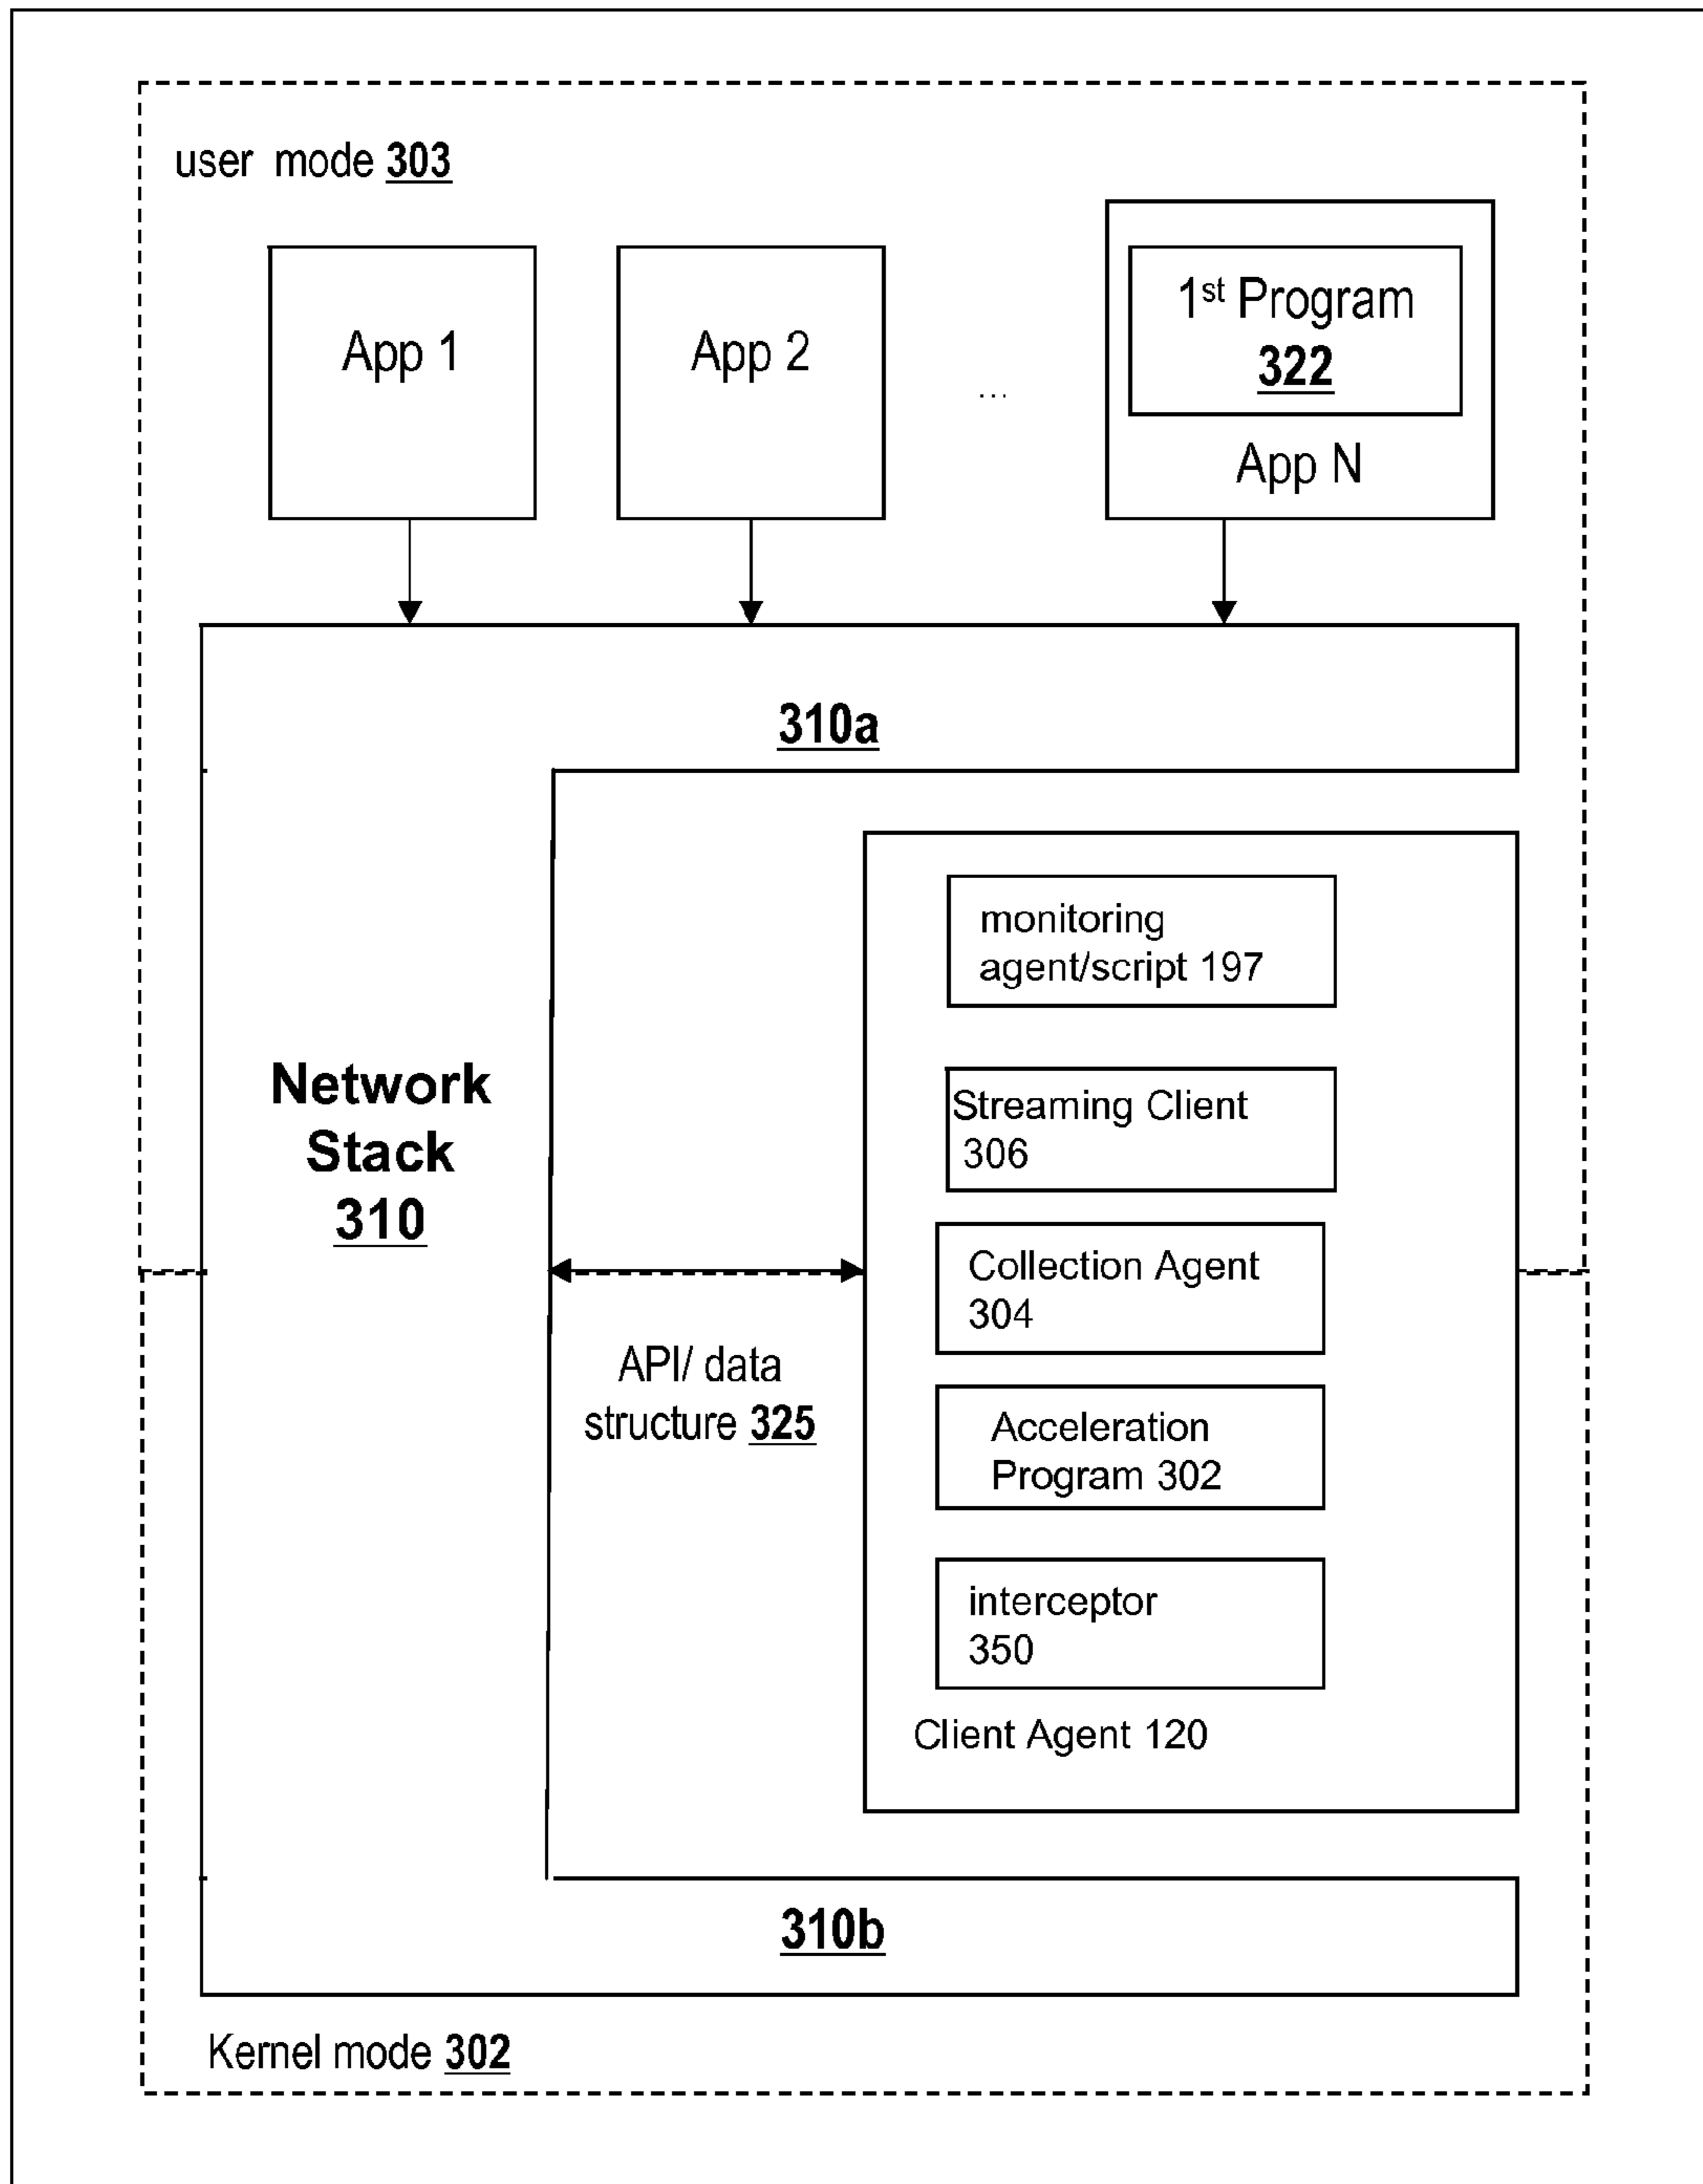 user mode 303
App 1
App 2
...
1st Program
322
App N
310a
Network
Stack
310
API/ data
structure 325
monitoring
agent/script 197
Streaming Client
306
Collection Agent
304
Acceleration
Program 302
interceptor
350
Client Agent 120
310b
Kernel mode 302